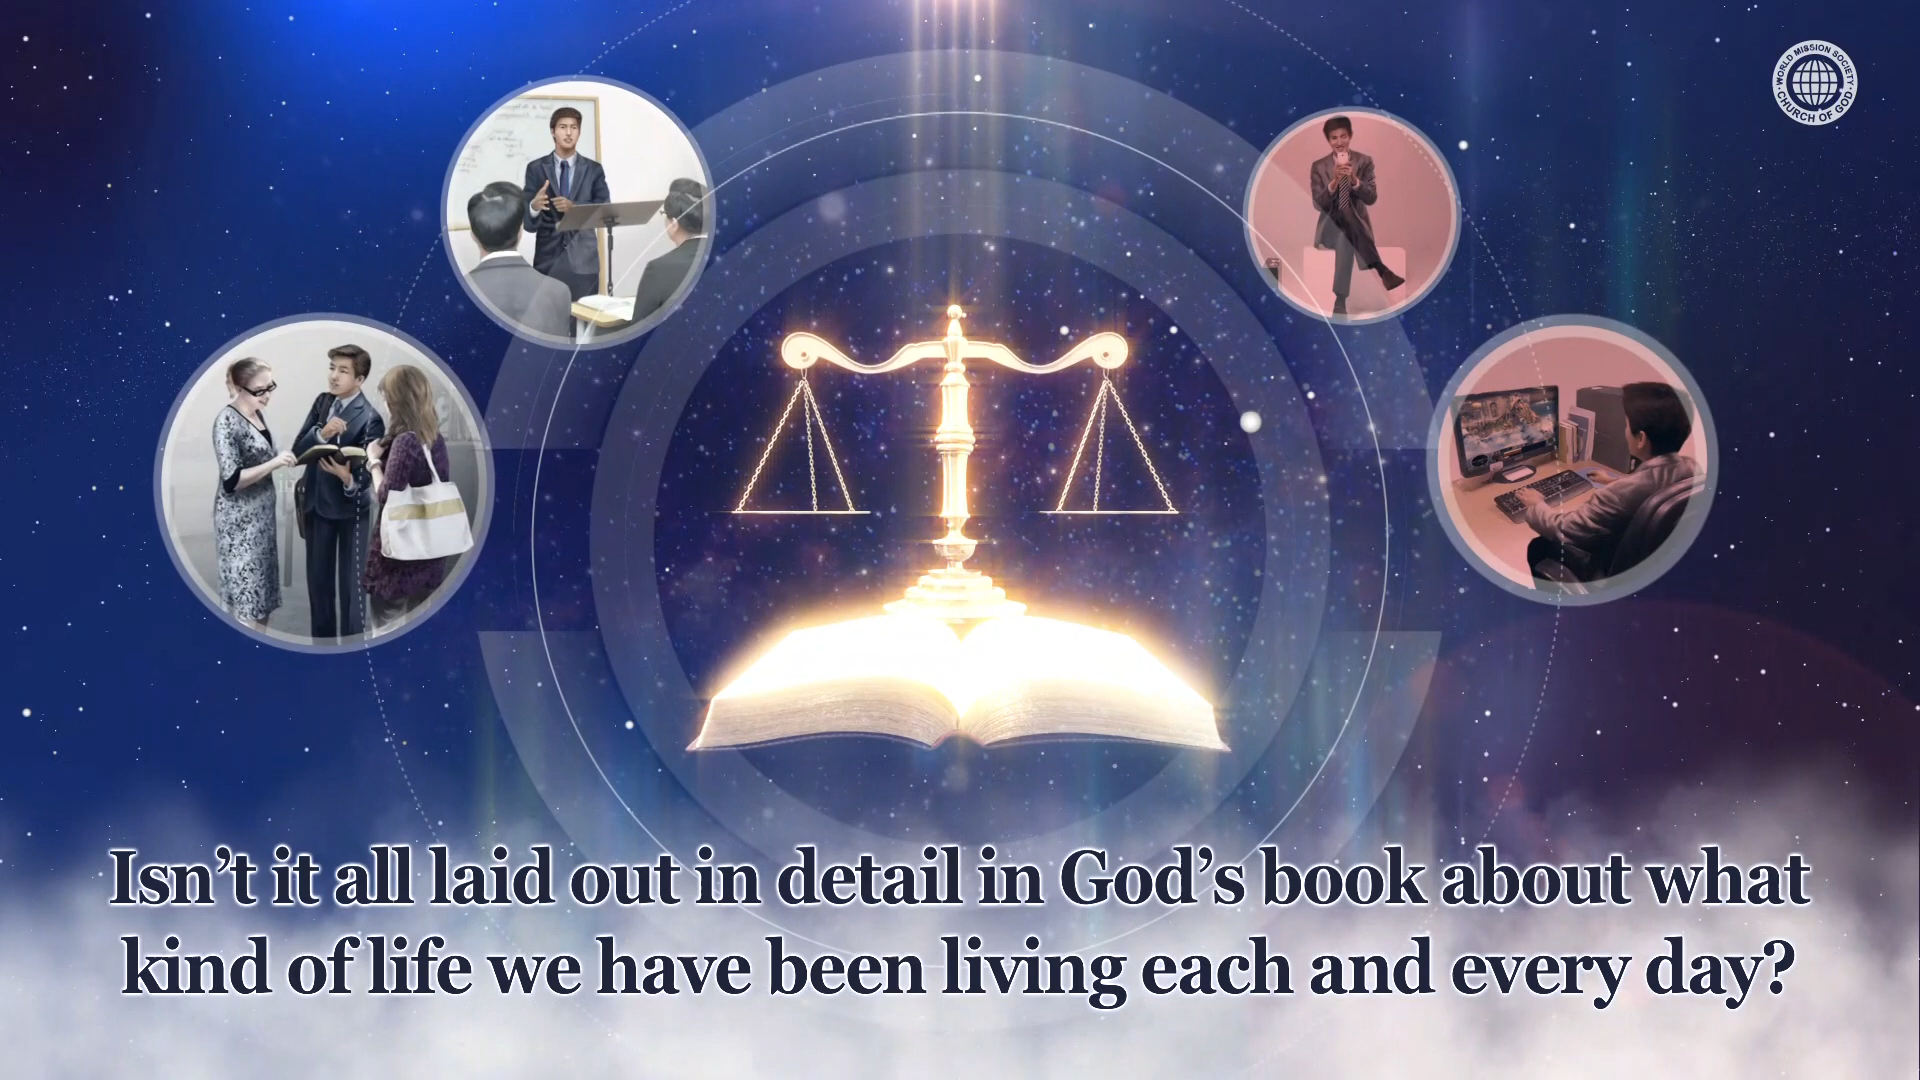 WORLD MISSION SOCIETY
CHURCH OF GOD
Isn’t it all laid out in detail in God’s book about what
kind of life we have been living each and every day?